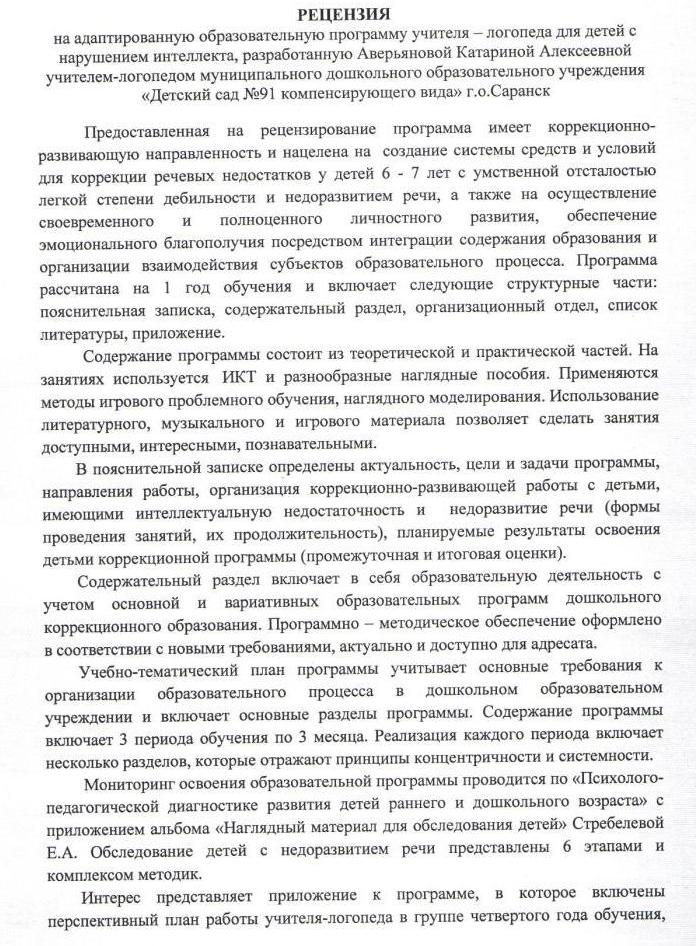 РЕЦЕНЗИЯ
на адаптированную образовательную программу учителя – логопеда для детей с
нарушением интеллекта, разработанную Аверьяновой Катариной Алексеевной
учителем-логопедом муниципального дошкольного образовательного учреждения
«Детский сад №91 компенсирующего вида» г.о.Саранск
Предоставленная на рецензирование программа имеет коррекционно-
развивающую направленность и нацелена на создание системы средств и условий
для коррекции речевых недостатков у детей 6 - 7 лет с умственной отсталостью
легкой степени дебильности и недоразвитием речи, а также на осуществление
своевременного и полноценного личностного развития, обеспечение
эмоционального благополучия посредством интеграции содержания образования и
организации взаимодействия субъектов образовательного процесса. Программа
рассчитана на 1 год обучения и включает следующие структурные части:
пояснительная записка, содержательный раздел, организационный отдел, список
литературы, приложение.
Содержание программы состоит из теоретической и практической частей. На
занятиях используется ИКТ и разнообразные наглядные пособия. Применяются
методы игрового проблемного обучения, наглядного моделирования. Использование
литературного, музыкального и игрового материала позволяет сделать занятия
доступными, интересными, познавательными.
В пояснительной записке определены актуальность, цели и задачи программы,
направления работы, организация коррекционно-развивающей работы с детьми,
имеющими интеллектуальную недостаточность и недоразвитие речи (формы
проведения занятий, их продолжительность), планируемые результаты освоения
детьми коррекционной программы (промежуточная и итоговая оценки).
Содержательный раздел включает в себя образовательную деятельность с
учетом основной и вариативных образовательных программ дошкольного
коррекционного образования. Программно – методическое обеспечение оформлено
в соответствии с новыми требованиями, актуально и доступно для адресата.
Учебно-тематический план программы учитывает основные требования к
организации образовательного процесса в дошкольном образовательном
учреждении и включает основные разделы программы. Содержание программы
включает 3 периода обучения по 3 месяца. Реализация каждого периода включает
несколько разделов, которые отражают принципы концентричности и системности.
Мониторинг освоения образовательной программы проводится по «Психолого-
педагогической диагностике развития детей раннего и дошкольного возраста» с
приложением альбома «Наглядный материал для обследования детей» Стребелевой
Е.А. Обследование детей с недоразвитием речи представлены 6 этапами и
комплексом методик.
Интерес представляет приложение к программе, в которое включены
перспективный план работы учителя-логопеда в группе четвертого года обучения,